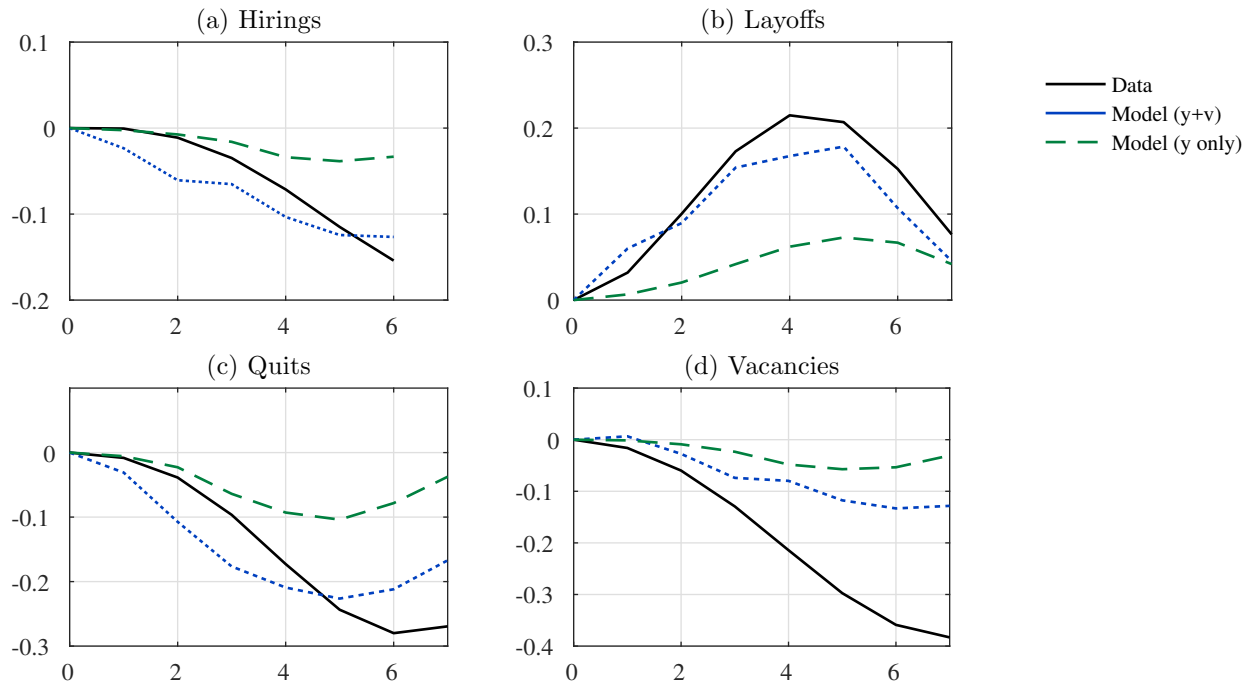 (a) Hirings
0.1
0
-0.1
-0.2
0 2 4 6
(b) Layoffs
0.3
0.2
0.1
0
0 2 4 6
Data
Model (y+v)
Model (y only)
(c) Quits
0
-0.1
-0.2
-0.3
0 2 4 6
(d) Vacancies
0.1
0
-0.1
-0.2
-0.3
-0.4
0 2 4 6